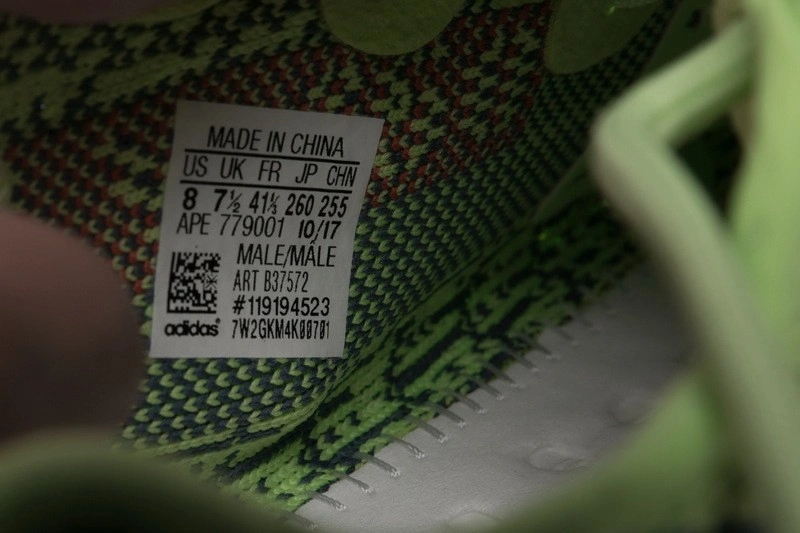 MADE IN CHINA
US UK FR JP CHN
8 7½ 41⅓ 260 255
APE 779001 10/17
MALE/MÂLE
ART B37572
#119194523
adidas® 7W2GKM4K00701